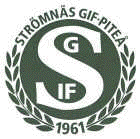 STRÖMNÄS GIF-PITEÅ
G
S
IF
1961